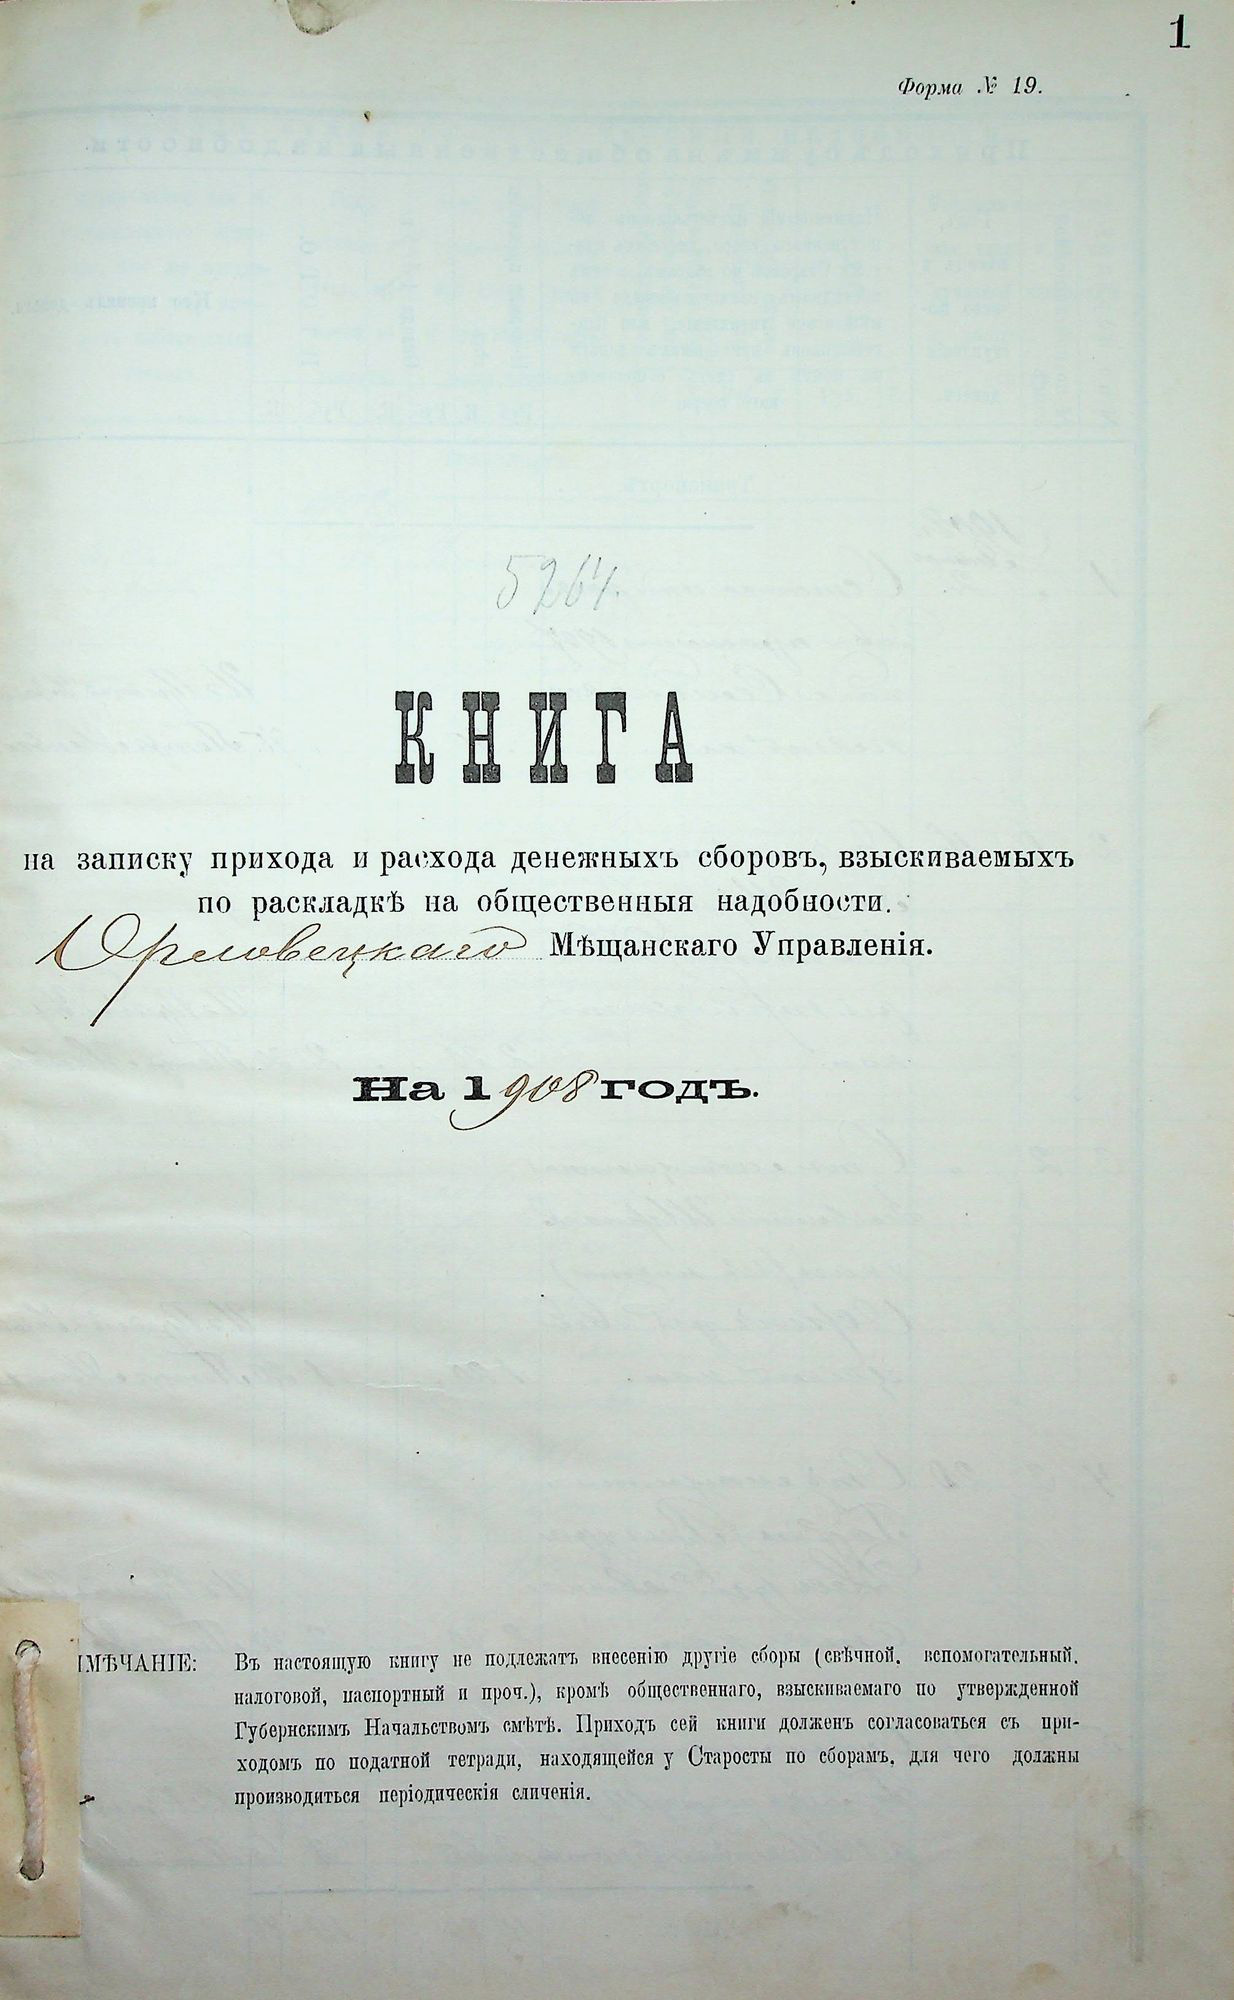 1
Форма № 19.
5264.
КНИГА
на записку прихода и расхода денежныхъ сборовъ, взыскиваемыхъ
по раскладкѣ на общественныя надобности.
Орловецкаго Мѣщанскаго Управленія.
На 1908 годъ.
ИМѢЧАНІЕ: Въ настоящую книгу не подлежатъ внесенію другіе сборы (свѣчной, вспомогательный,
налоговой, паспортный и проч.), кромѣ общественнаго, взыскиваемаго по утвержденной
Губернскимъ Начальствомъ смѣтѣ. Приходъ сей книги долженъ согласоваться съ при-
ходомъ по податной тетради, находящейся у Старосты по сборамъ, для чего должны
производиться періодическія сличенія.